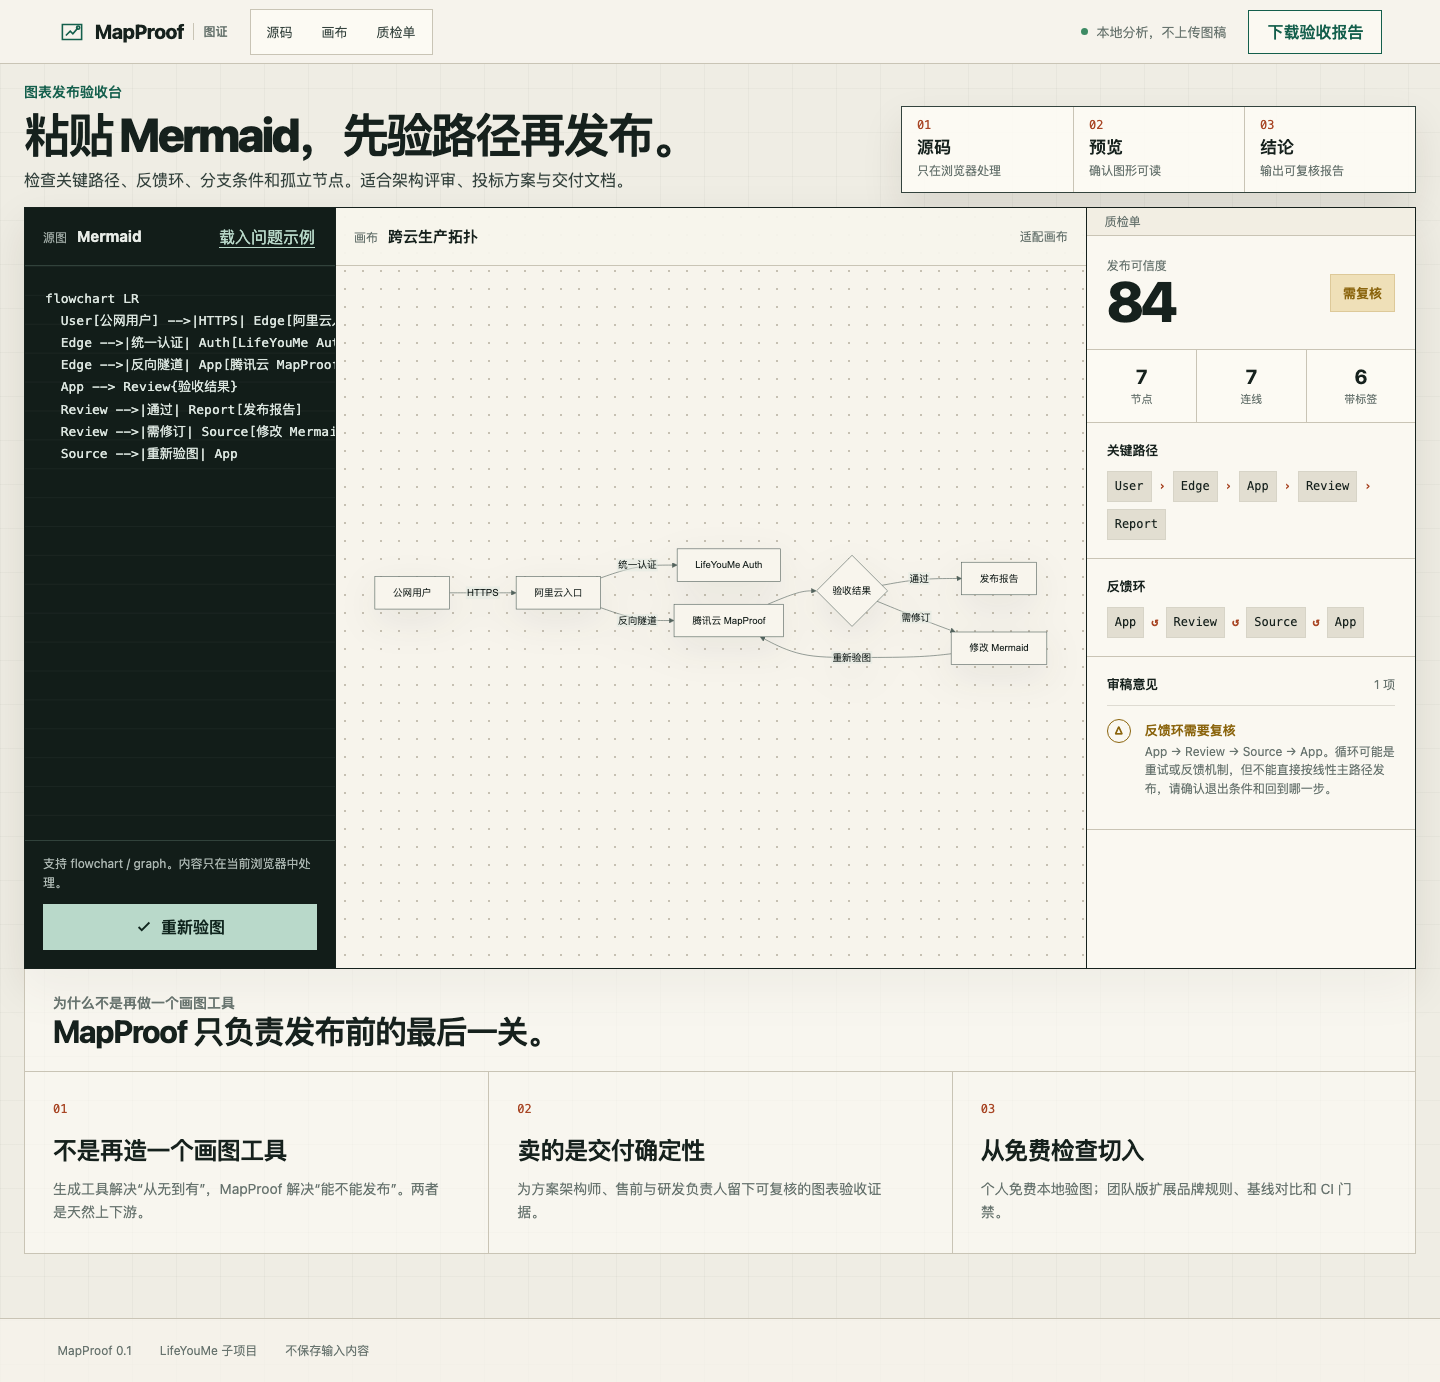 MapProof 图证
源码 画布 质检单
本地分析，不上传图稿
下载验收报告
图表发布验收台
粘贴 Mermaid，先验路径再发布。
检查关键路径、反馈环、分支条件和孤立节点。适合架构评审、投标方案与交付文档。
01
源码
只在浏览器处理
02
预览
确认图形可读
03
结论
输出可复核报告
源图 Mermaid
载入问题示例
flowchart LR
User[公网用户] -->|HTTPS| Edge[阿里云
Edge -->|统一认证| Auth[LifeYouMe Aut
Edge -->|反向隧道| App[腾讯云 MapProof
App --> Review{验收结果}
Review -->|通过| Report[发布报告]
Review -->|需修订| Source[修改 Mermai
Source -->|重新验图| App
支持 flowchart / graph。内容只在当前浏览器中处
理。
重新验图
画布 跨云生产拓扑
适配画布
公网用户
HTTPS
阿里云入口
统一认证
LifeYouMe Auth
反向隧道
腾讯云 MapProof
验收结果
通过
发布报告
需修订
修改 Mermaid
重新验图
质检单
发布可信度
84
需复核
7
节点
7
连线
6
带标签
关键路径
User › Edge › App › Review ›
Report
反馈环
App ↺ Review ↺ Source ↺ App
审稿意见
1 项
反馈环需要复核
App → Review → Source → App。循环可能是
重试或反馈机制，但不能直接按线性主路径发
布，请确认退出条件和回到哪一步。
为什么不是再做一个画图工具
MapProof 只负责发布前的最后一关。
01
不是再造一个画图工具
生成工具解决“从无到有”，MapProof 解决“能不能发布”。两者
是天然上下游。
02
卖的是交付确定性
为方案架构师、售前与研发负责人留下可复核的图表验收证
据。
03
从免费检查切入
个人免费本地验图；团队版扩展品牌规则、基线对比和 CI 门
禁。
MapProof 0.1
LifeYouMe 子项目
不保存输入内容